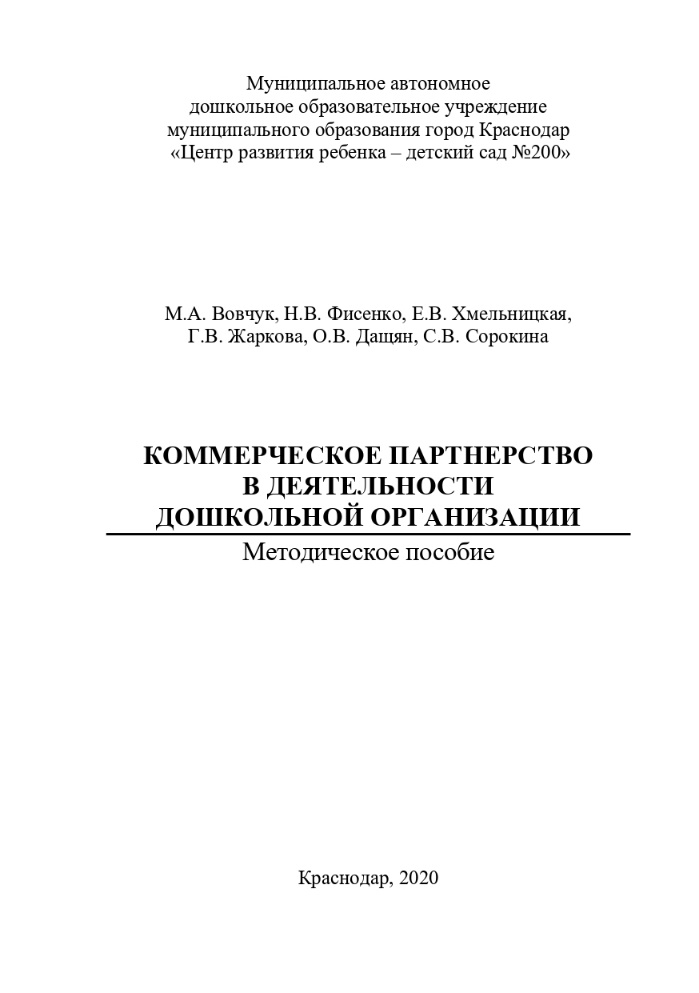 Муниципальное автономное
дошкольное образовательное учреждение
муниципального образования город Краснодар
«Центр развития ребенка – детский сад №200»
М.А. Вовчук, Н.В. Фисенко, Е.В. Хмельницкая,
Г.В. Жаркова, О.В. Дащян, С.В. Сорокина
КОММЕРЧЕСКОЕ ПАРТНЕРСТВО
В ДЕЯТЕЛЬНОСТИ
ДОШКОЛЬНОЙ ОРГАНИЗАЦИИ
Методическое пособие
Краснодар, 2020